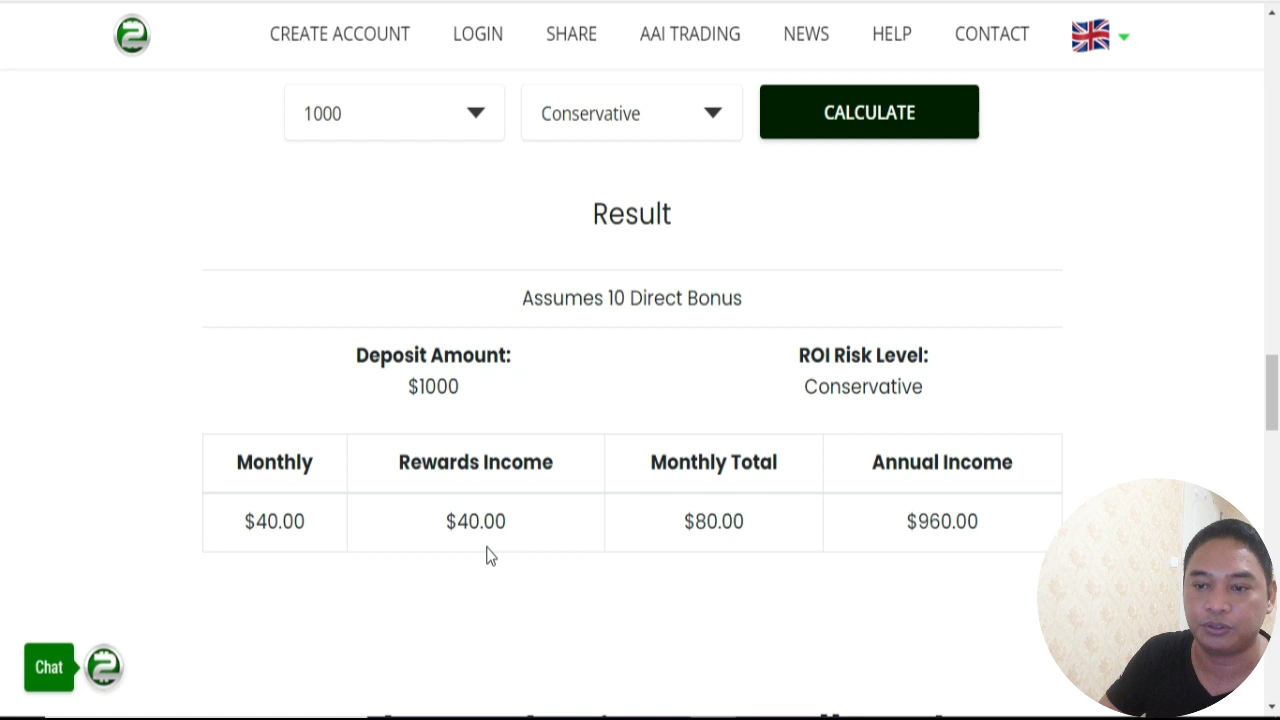 CREATE ACCOUNT LOGIN SHARE AAI TRADING NEWS HELP CONTACT
1000 Conservative CALCULATE
Result
Assumes 10 Direct Bonus
Deposit Amount: ROI Risk Level:
$1000 Conservative
Monthly Rewards Income Monthly Total Annual Income
$40.00 $40.00 $80.00 $960.00
Chat